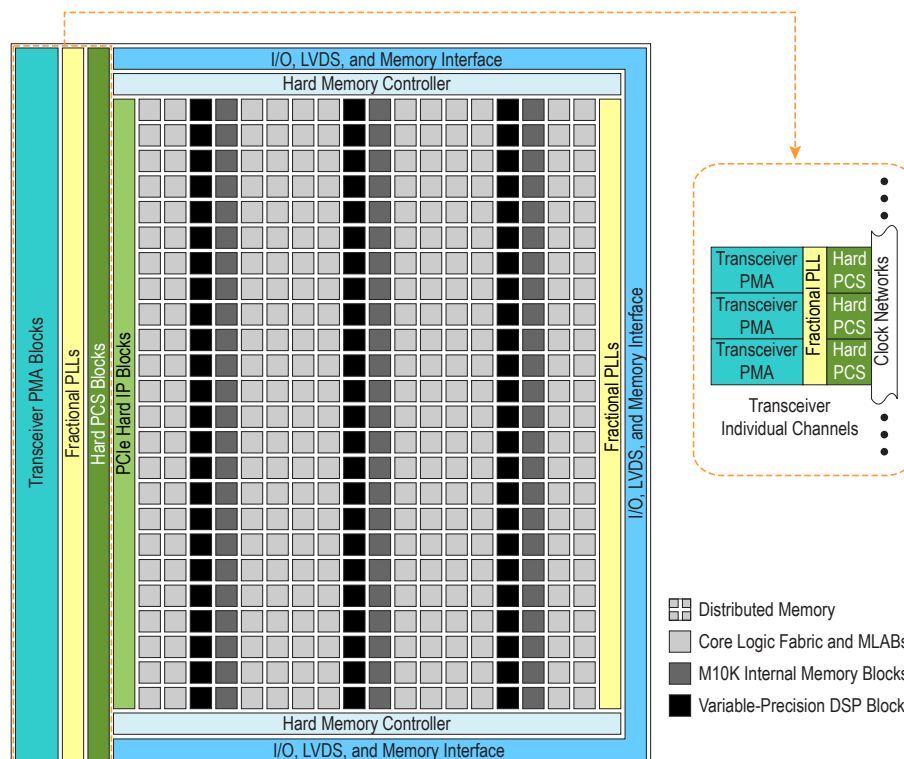 I/O, LVDS, and Memory Interface
Hard Memory Controller
Transceiver PMA Blocks
Fractional PLLs
Hard PCS Blocks
PCIe Hard IP Blocks
Fractional PLLs
I/O, LVDS, and Memory Interface
Hard Memory Controller
I/O, LVDS, and Memory Interface
Transceiver
PMA
Transceiver
PMA
Transceiver
PMA
Fractional PLL
Hard
PCS
Hard
PCS
Hard
PCS
Clock Networks
Transceiver
Individual Channels
Distributed Memory
Core Logic Fabric and MLABs
M10K Internal Memory Blocks
Variable-Precision DSP Block